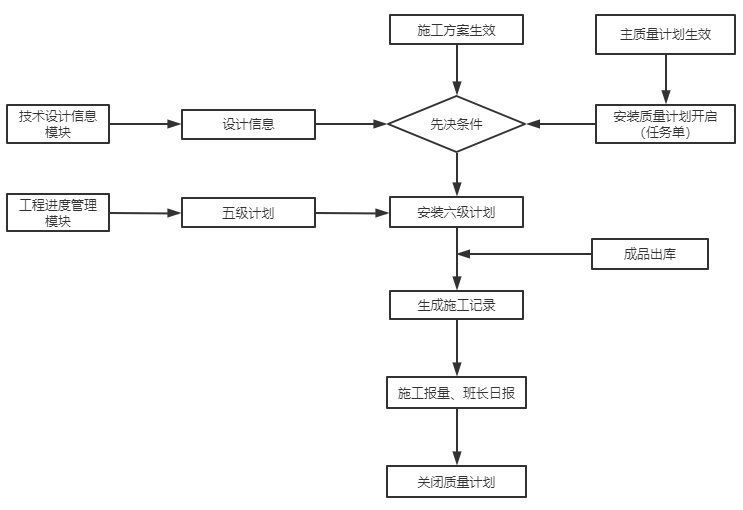 施工方案生效
主质量计划生效
技术设计信息
模块
设计信息
先决条件
安装质量计划开启
（任务单）
工程进度管理
模块
五级计划
安装六级计划
成品出库
生成施工记录
施工报量、班长日报
关闭质量计划